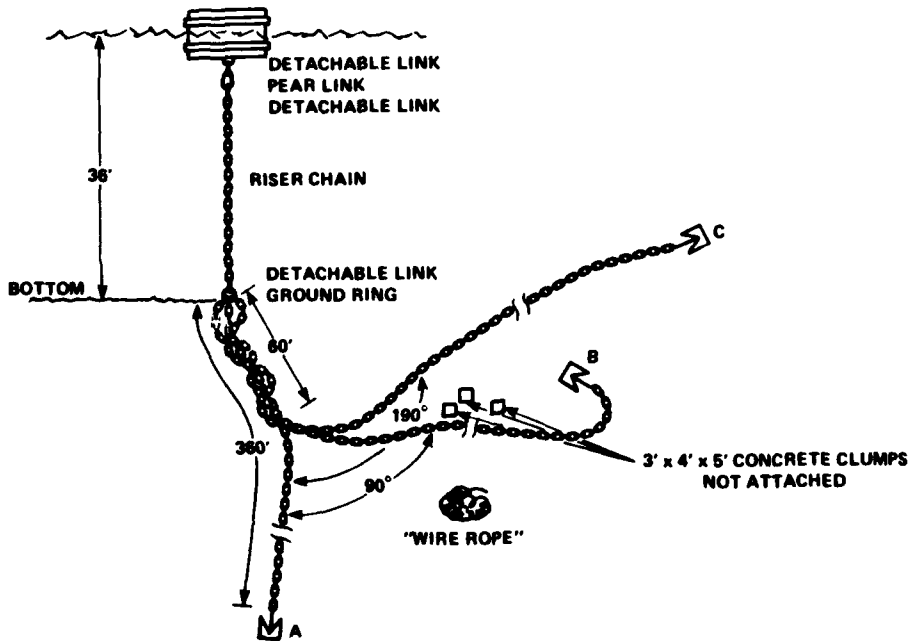 DETACHABLE LINK
PEAR LINK
DETACHABLE LINK
36'
RISER CHAIN
C
DETACHABLE LINK
GROUND RING
BOTTOM
60'
B
190°
360'
3' x 4' x 5' CONCRETE CLUMPS
NOT ATTACHED
90°
"WIRE ROPE"
A